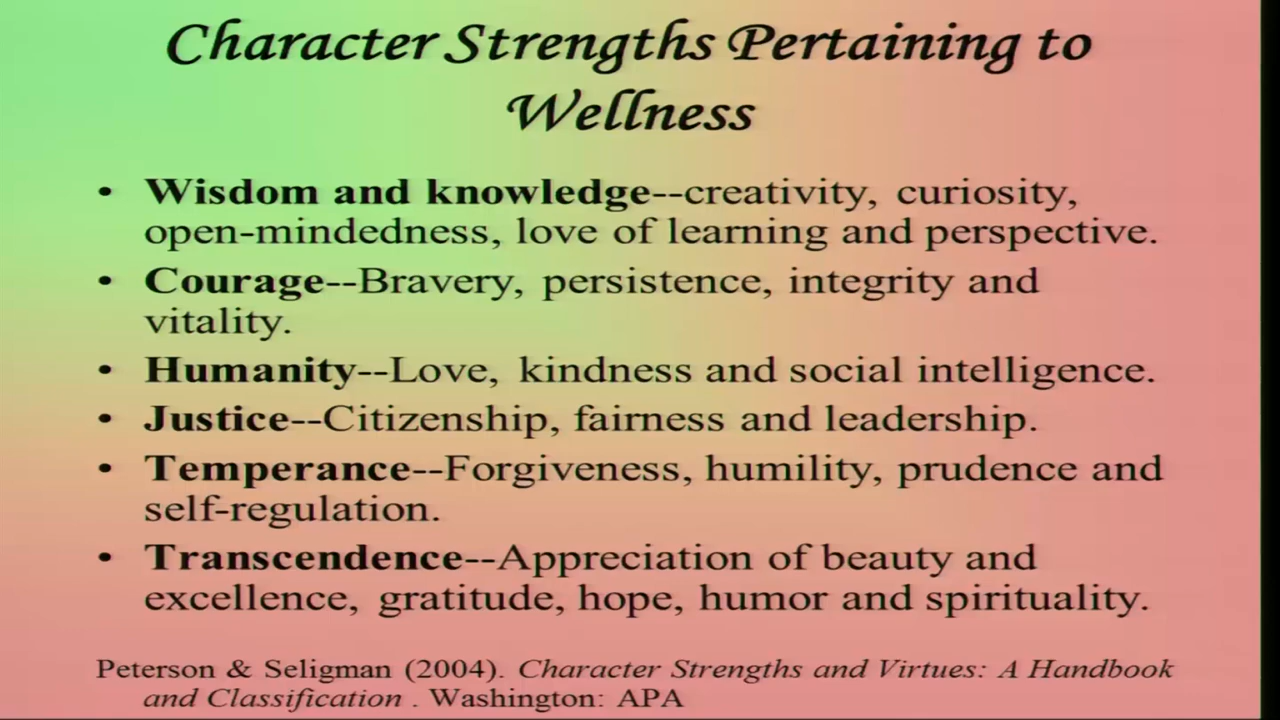 Character Strengths Pertaining to
Wellness
• Wisdom and knowledge--creativity, curiosity,
open-mindedness, love of learning and perspective.
• Courage--Bravery, persistence, integrity and
vitality.
• Humanity--Love, kindness and social intelligence.
• Justice--Citizenship, fairness and leadership.
• Temperance--Forgiveness, humility, prudence and
self-regulation.
• Transcendence--Appreciation of beauty and
excellence, gratitude, hope, humor and spirituality.
Peterson & Seligman (2004). Character Strengths and Virtues: A Handbook
and Classification . Washington: APA